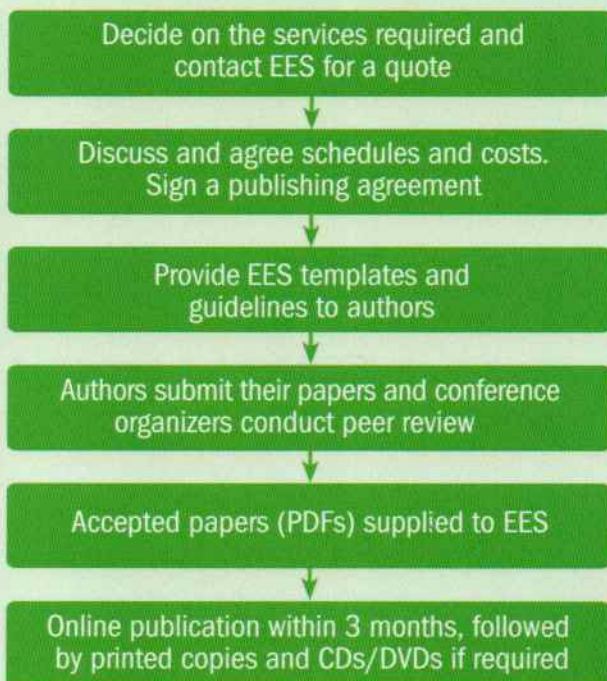 Decide on the services required and
contact EES for a quote
Discuss and agree schedules and costs.
Sign a publishing agreement
Provide EES templates and
guidelines to authors
Authors submit their papers and conference
organizers conduct peer review
Accepted papers (PDFs) supplied to EES
Online publication within 3 months, followed
by printed copies and CDs/DVDs if required